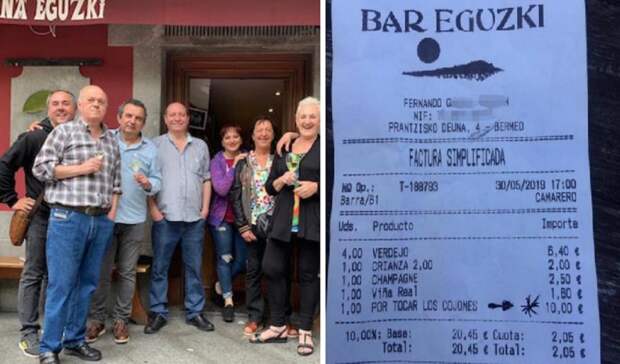 NA EGUZKI
BAR EGUZKI
FERNANDO G
NIF:
FRANTZISKO DEUNA, 4 - BERMEO
FACTURA SIMPLIFICADA
Nº Op.: T-188793 30/05/2019 17:00
Barra/B1 CAMARERO
Uds. Producto Importe
4,00 VERDEJO 6,40 €
1,00 CRIANZA 2,00 2,00 €
1,00 CHAMPAGNE 2,50 €
1,00 Viña Real 1,80 €
1,00 POR TOCAR LOS COJONES 10,00 €
10,00% Base: 20,45 € Cuota: 2,05 €
Total: 20,45 € Total: 2,05 €